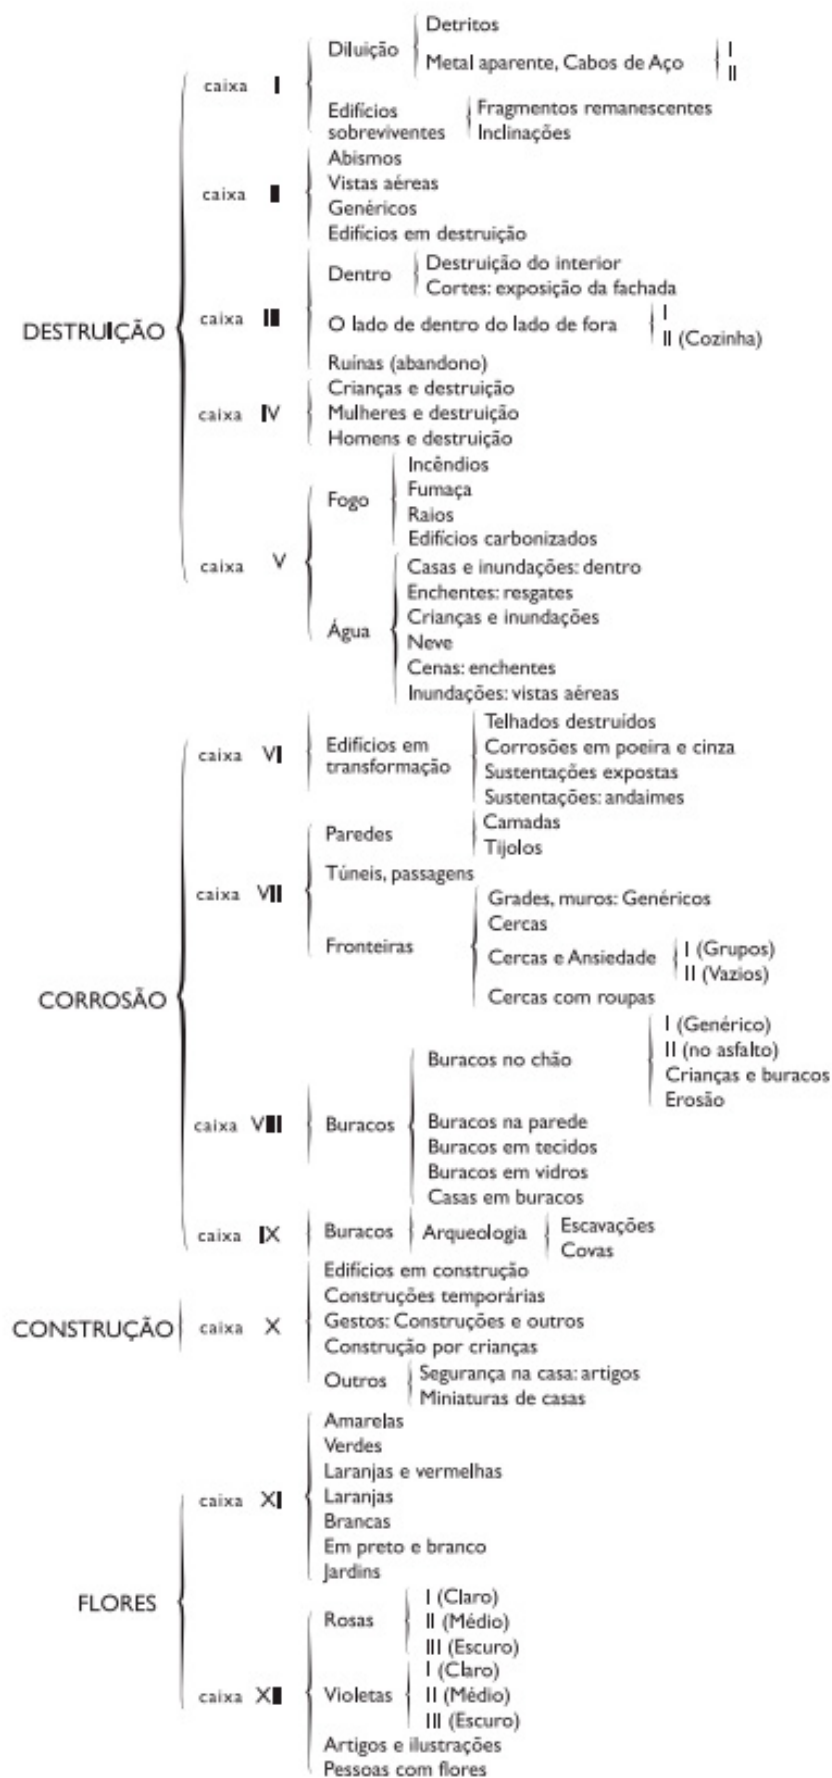 DESTRUIÇÃO
caixa I
Diluição
Detritos
Metal aparente, Cabos de Aço
I
II
Edifícios
sobreviventes
Fragmentos remanescentes
Inclinações
caixa II
Abismos
Vistas aéreas
Genéricos
Edifícios em destruição
caixa III
Dentro
Destruição do interior
Cortes: exposição da fachada
O lado de dentro do lado de fora
I
II (Cozinha)
Ruínas (abandono)
caixa IV
Crianças e destruição
Mulheres e destruição
Homens e destruição
caixa V
Fogo
Incêndios
Fumaça
Raios
Edifícios carbonizados
Água
Casas e inundações: dentro
Enchentes: resgates
Crianças e inundações
Neve
Cenas: enchentes
Inundações: vistas aéreas
CORROSÃO
caixa VI
Edifícios em
transformação
Telhados destruídos
Corrosões em poeira e cinza
Sustentações expostas
Sustentações: andaimes
caixa VII
Paredes
Camadas
Tijolos
Túneis, passagens
Fronteiras
Grades, muros: Genéricos
Cercas
Cercas e Ansiedade
I (Grupos)
II (Vazios)
Cercas com roupas
caixa VIII
Buracos
Buracos no chão
I (Genérico)
II (no asfalto)
Crianças e buracos
Erosão
Buracos na parede
Buracos em tecidos
Buracos em vidros
Casas em buracos
caixa IX
Buracos
Arqueologia
Escavações
Covas
CONSTRUÇÃO
caixa X
Edifícios em construção
Construções temporárias
Gestos: Construções e outros
Construção por crianças
Outros
Segurança na casa: artigos
Miniaturas de casas
FLORES
caixa XI
Amarelas
Verdes
Laranjas e vermelhas
Laranjas
Brancas
Em preto e branco
Jardins
caixa XII
Rosas
I (Claro)
II (Médio)
III (Escuro)
Violetas
I (Claro)
II (Médio)
III (Escuro)
Artigos e ilustrações
Pessoas com flores